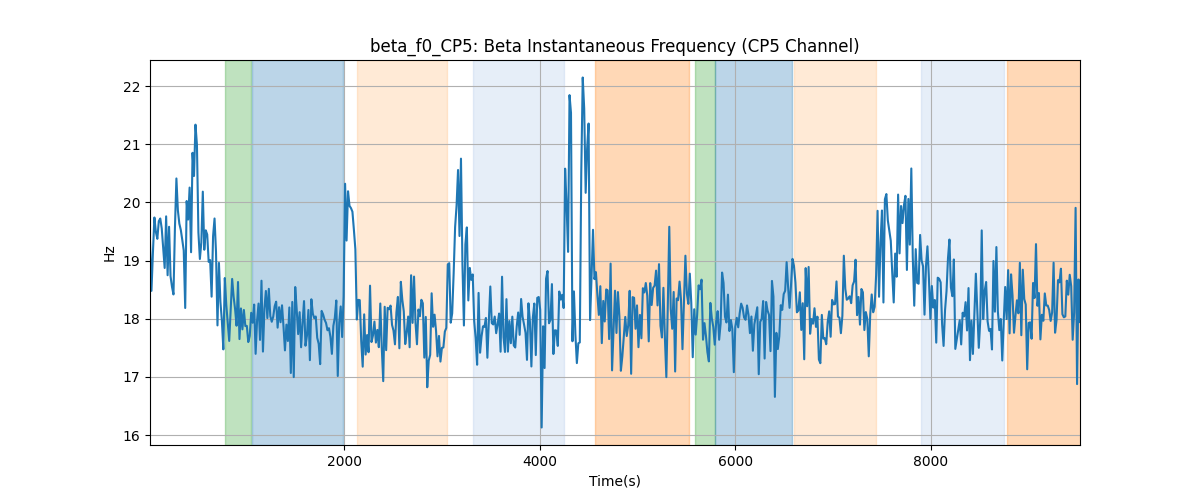 beta_f0_CP5: Beta Instantaneous Frequency (CP5 Channel)
22
21
20
19
18
17
16
Hz
2000 4000 6000 8000
Time(s)